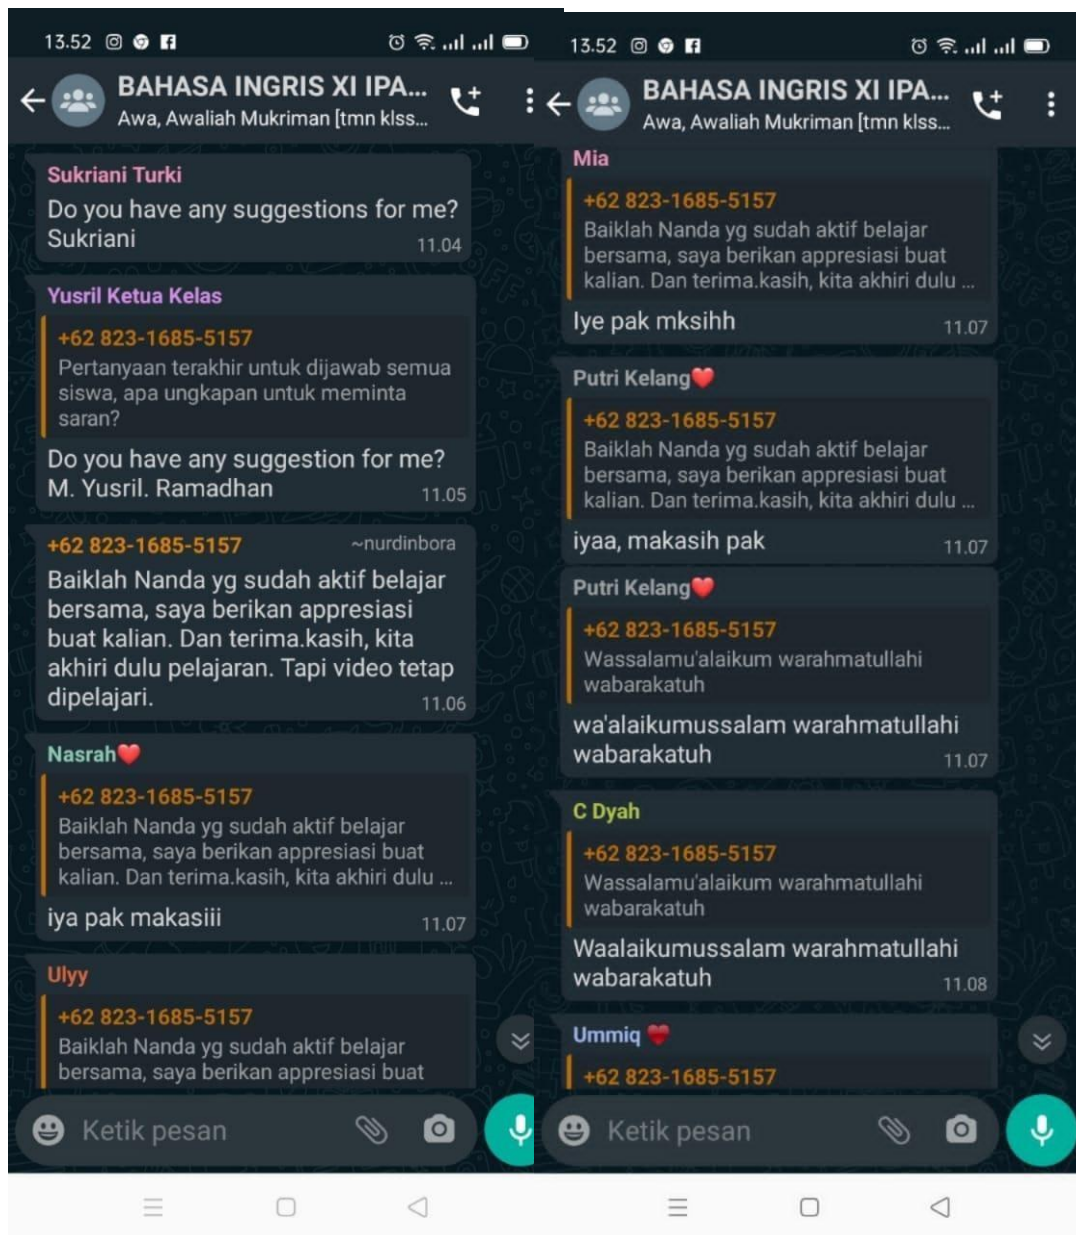 13.52
BAHASA INGRIS XI IPA...
Awa, Awaliah Mukriman [tmn klss...
Sukriani Turki
Do you have any suggestions for me?
Sukriani
11.04
Yusril Ketua Kelas
+62 823-1685-5157
Pertanyaan terakhir untuk dijawab semua
siswa, apa ungkapan untuk meminta
saran?
Do you have any suggestion for me?
M. Yusril. Ramadhan
11.05
+62 823-1685-5157 ~nurdinbora
Baiklah Nanda yg sudah aktif belajar
bersama, saya berikan appresiasi
buat kalian. Dan terima.kasih, kita
akhiri dulu pelajaran. Tapi video tetap
dipelajari.
11.06
Nasrah❤️
+62 823-1685-5157
Baiklah Nanda yg sudah aktif belajar
bersama, saya berikan appresiasi buat
kalian. Dan terima.kasih, kita akhiri dulu ...
iya pak makasiii
11.07
Ulyy
+62 823-1685-5157
Baiklah Nanda yg sudah aktif belajar
bersama, saya berikan appresiasi buat
Ketik pesan
13.52
BAHASA INGRIS XI IPA...
Awa, Awaliah Mukriman [tmn klss...
Mia
+62 823-1685-5157
Baiklah Nanda yg sudah aktif belajar
bersama, saya berikan appresiasi buat
kalian. Dan terima.kasih, kita akhiri dulu ...
Iye pak mksihh
11.07
Putri Kelang❤️
+62 823-1685-5157
Baiklah Nanda yg sudah aktif belajar
bersama, saya berikan appresiasi buat
kalian. Dan terima.kasih, kita akhiri dulu ...
iyaa, makasih pak
11.07
Putri Kelang❤️
+62 823-1685-5157
Wassalamu'alaikum warahmatullahi
wabarakatuh
wa'alaikumussalam warahmatullahi
wabarakatuh
11.07
C Dyah
+62 823-1685-5157
Wassalamu'alaikum warahmatullahi
wabarakatuh
Waalaikumussalam warahmatullahi
wabarakatuh
11.08
Ummiq ❤️
+62 823-1685-5157
Ketik pesan